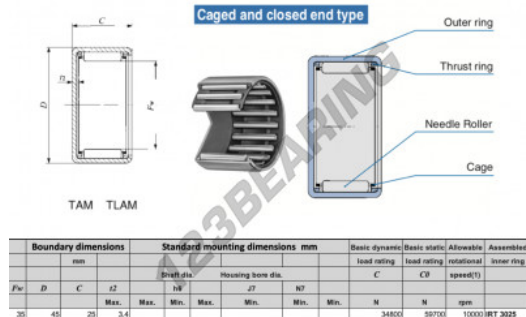 Caged and closed end type
C
t2
D
Fw
Outer ring
Thrust ring
Needle Roller
Cage
TAM TLAM
123BEARING
Boundary dimensions Standard mounting dimensions mm Basic dynamic Basic static Allowable Assembled
mm load rating load rating rotational inner ring
Shaft dia. Housing bore dia. C C0 speed(1)
Fw D C t2 h6 J7 N7
Max. Max. Min. Max. Min. Max. Min. N N rpm
35 45 25 3.4 34800 59700 10000 IRT 3025